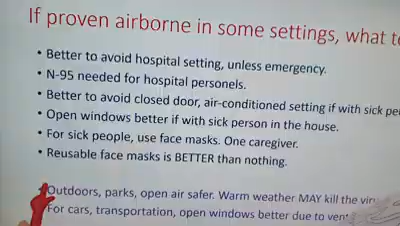 If proven airborne in some settings, what
• Better to avoid hospital setting, unless emergency.
• N-95 needed for hospital personels.
• Better to avoid closed door, air-conditioned setting if with sick
• Open windows better if with sick person in the house.
• For sick people, use face masks. One caregiver.
• Reusable face masks is BETTER than nothing.
Outdoors, parks, open air safer. Warm weather MAY kill the
For cars, transportation, open windows better due to